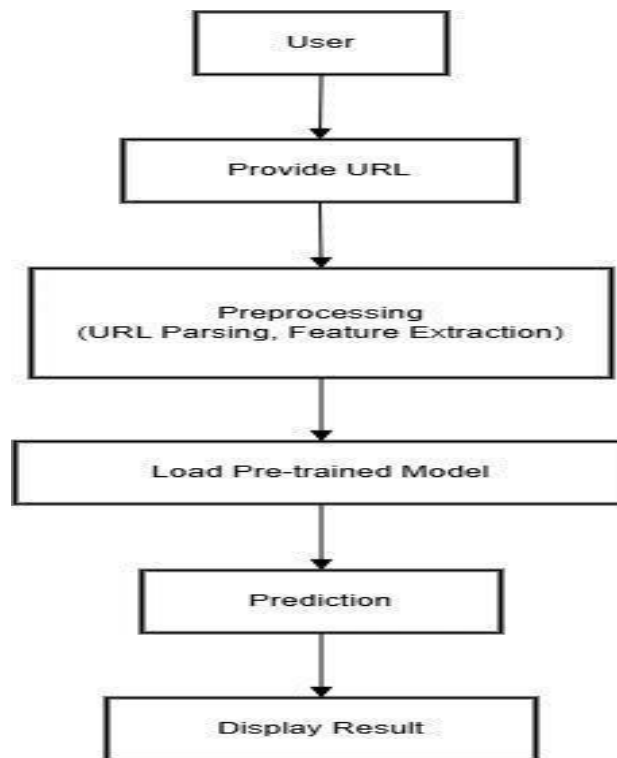 User
Provide URL
Preprocessing
(URL Parsing, Feature Extraction)
Load Pre-trained Model
Prediction
Display Result